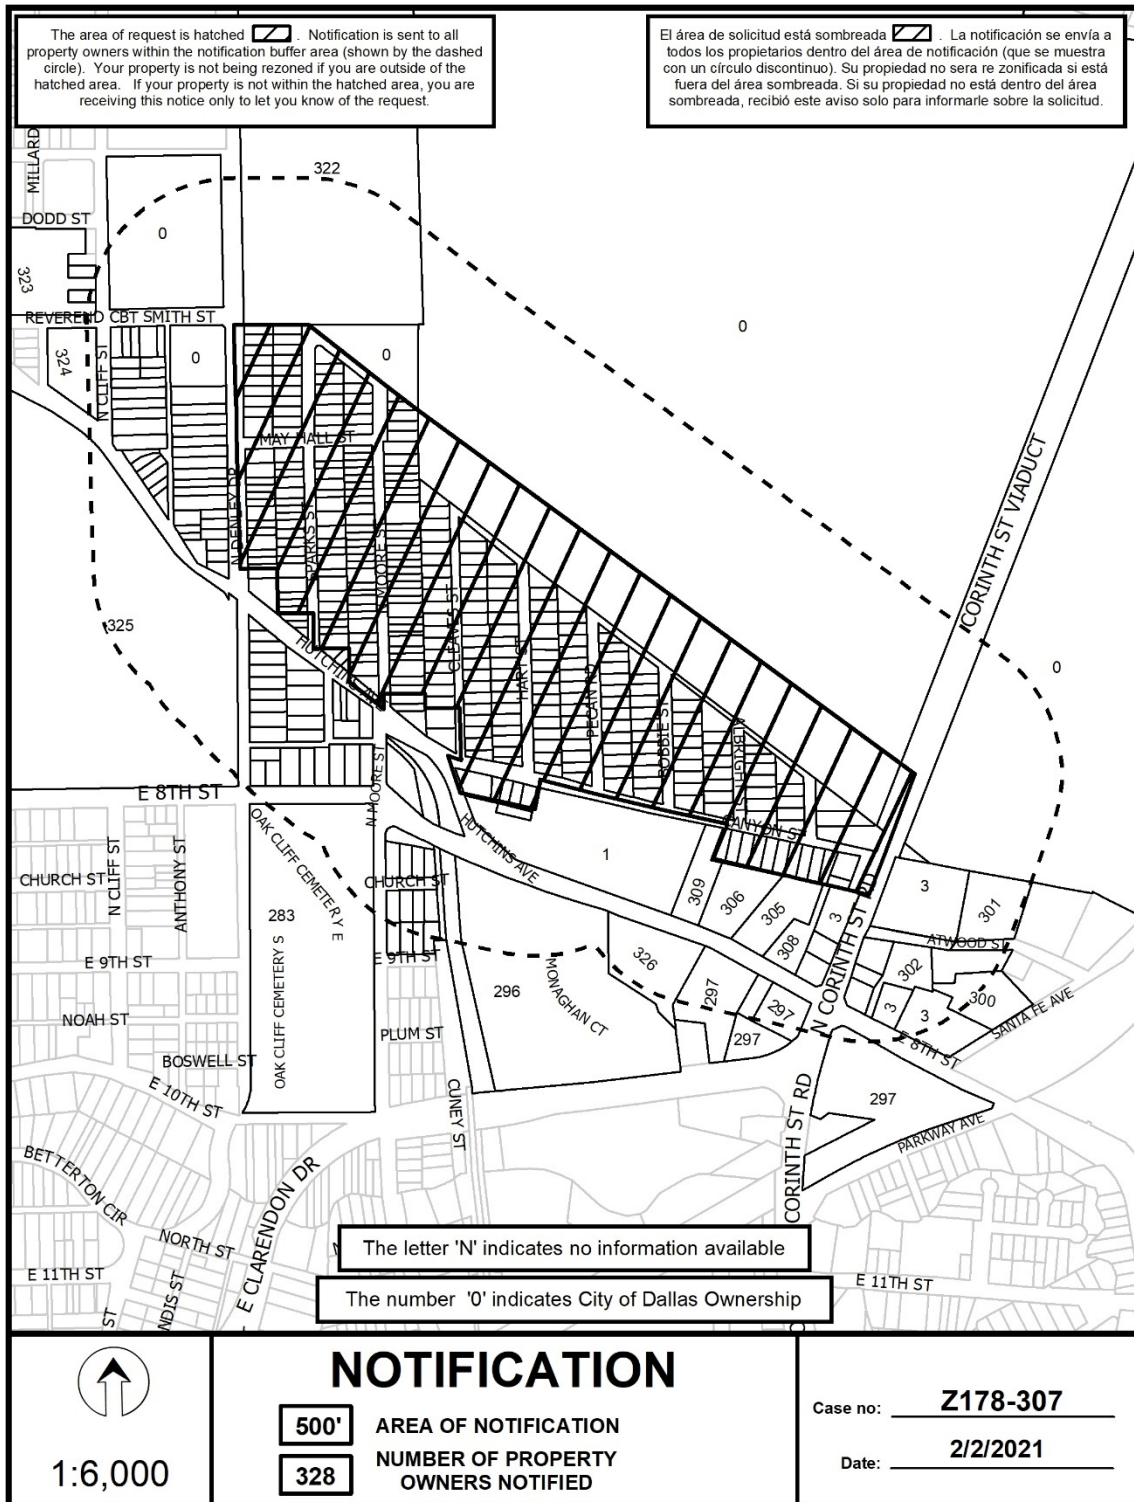 The area of request is hatched . Notification is sent to all
property owners within the notification buffer area (shown by the dashed
circle). Your property is not being rezoned if you are outside of the
hatched area. If your property is not within the hatched area, you are
receiving this notice only to let you know of the request.
El área de solicitud está sombreada . La notificación se envía a
todos los propietarios dentro del área de notificación (que se muestra
con un círculo discontinuo). Su propiedad no sera re zonificada si está
fuera del área sombreada. Si su propiedad no está dentro del área
sombreada, recibió este aviso solo para informarle sobre la solicitud.
MILLARD
322
DODD ST
0
323
REVEREND CBT SMITH ST
0
324
N CLIFF ST
0
0
MAY HALL ST
N DENLEY DR
SPARKS ST
MOORE ST
CORINTH ST VIADUCT
325
CLEAVES ST
HUTCHINS AVE
HART ST
PECAN RD
BOBBIE ST
ALBRIGHT ST
0
E 8TH ST
N MOORE ST
CANYON ST
OAK CLIFF CEMETERY E
HUTCHINS AVE
1
N CLIFF ST
ANTHONY ST
CHURCH ST
CHURCH ST
283
309
306
305
308
3
3
301
ATWOOD ST
E 9TH ST
E 9TH ST
OAK CLIFF CEMETERY S
296
MONAGHAN CT
326
297
297
297
N CORINTH ST RD
302
3
3
300
SANTA FE AVE
E 8TH ST
NOAH ST
PLUM ST
BOSWELL ST
E 10TH ST
CUNEY ST
297
PARKWAY AVE
CORINTH ST RD
BETTERTON CIR
NORTH ST
E CLARENDON DR
E 11TH ST
E 11TH ST
ST
NDIS ST
The letter 'N' indicates no information available
The number '0' indicates City of Dallas Ownership
1:6,000
NOTIFICATION
500' AREA OF NOTIFICATION
328 NUMBER OF PROPERTY
OWNERS NOTIFIED
Case no: Z178-307
Date: 2/2/2021